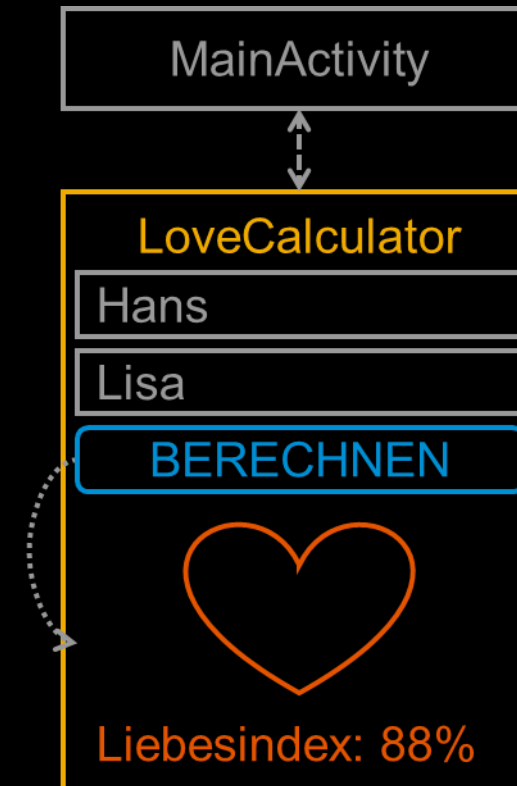 MainActivity
LoveCalculator
Hans
Lisa
BERECHNEN
Liebesindex: 88%